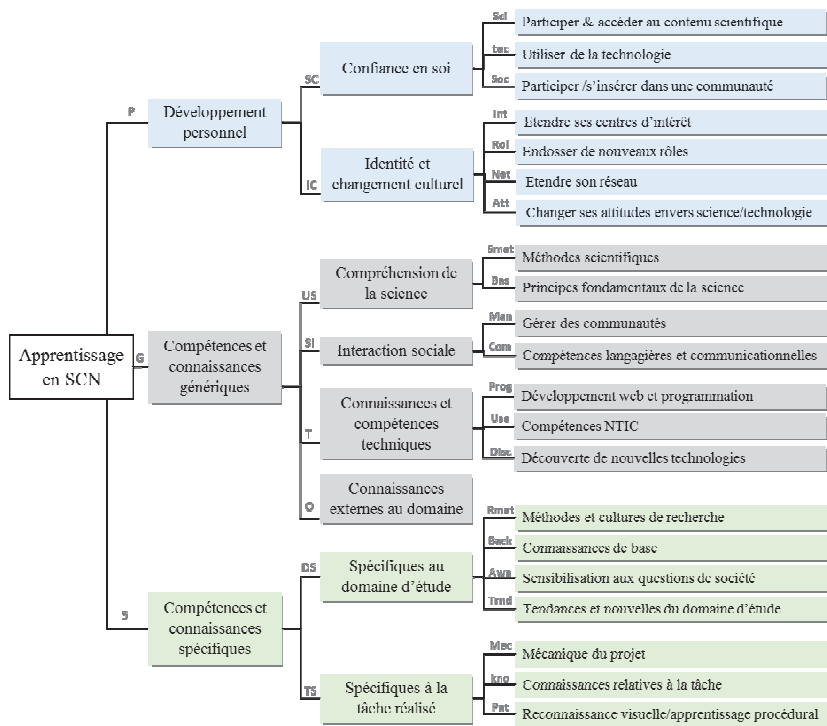 Apprentissage
en SCN
P
Développement
personnel
SC
Confiance en soi
Sci
Participer & accéder au contenu scientifique
tec
Utiliser de la technologie
Soc
Participer /s’insérer dans une communauté
IC
Identité et
changement culturel
Int
Etendre ses centres d’intérêt
Rol
Endosser de nouveaux rôles
Net
Etendre son réseau
Att
Changer ses attitudes envers science/technologie
G
Compétences et
connaissances
génériques
US
Compréhension de
la science
Smet
Méthodes scientifiques
Bas
Principes fondamentaux de la science
SI
Interaction sociale
Man
Gérer des communautés
Com
Compétences langagières et communicationnelles
T
Connaissances et
compétences
techniques
Prog
Développement web et programmation
Use
Compétences NTIC
Disc
Découverte de nouvelles technologies
O
Connaissances
externes au domaine
S
Compétences et
connaissances
spécifiques
DS
Spécifiques au
domaine d’étude
Rmet
Méthodes et cultures de recherche
Back
Connaissances de base
Awa
Sensibilisation aux questions de société
Trnd
Tendances et nouvelles du domaine d’étude
TS
Spécifiques à la
tâche réalisé
Mec
Mécanique du projet
kno
Connaissances relatives à la tâche
Pat
Reconnaissance visuelle/apprentissage procédural